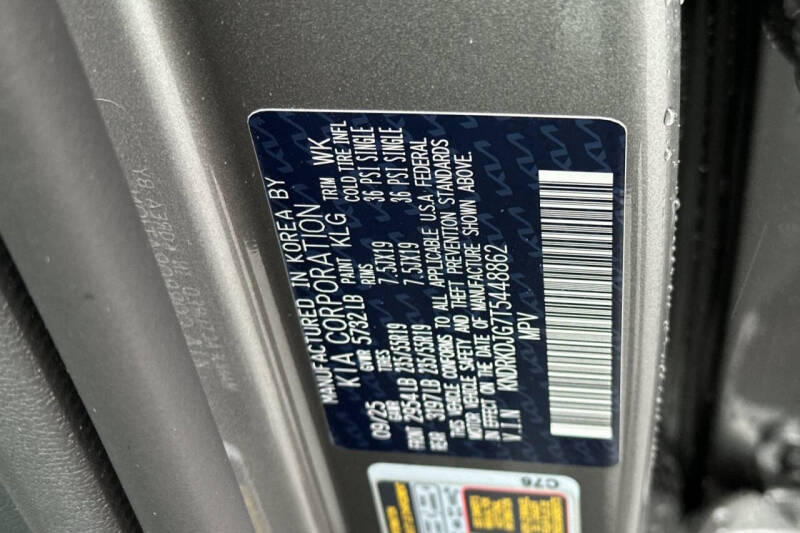 MANUFACTURED IN KOREA BY
KIA CORPORATION
09/25 GVWR 5732 LB PAINT KLG TRIM WK
GAWR TIRES RIMS COLD TIRE INFL
FRONT 2954 LB 235/55R19 7.5JX19 36 PSI SINGLE
REAR 3197 LB 235/55R19 7.5JX19 36 PSI SINGLE
THIS VEHICLE CONFORMS TO ALL APPLICABLE U.S.A FEDERAL
MOTOR VEHICLE SAFETY AND THEFT PREVENTION STANDARDS
IN EFFECT ON THE DATE OF MANUFACTURE SHOWN ABOVE.
V.I.N KNDRKDJG7T5448862
MPV
C76